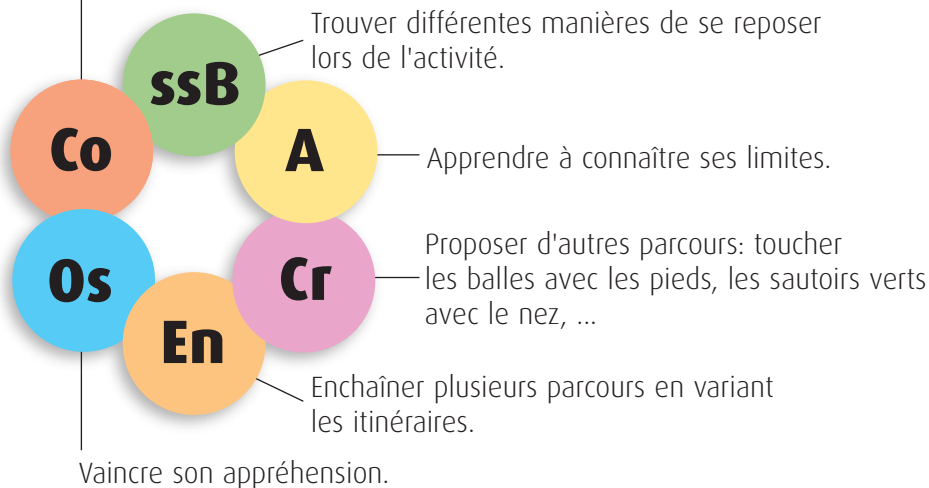 Trouver différentes manières de se reposer
lors de l'activité.
ssB
Co
A
Apprendre à connaître ses limites.
Proposer d'autres parcours: toucher
les balles avec les pieds, les sautoirs verts
avec le nez, ...
Os
Cr
En
Enchaîner plusieurs parcours en variant
les itinéraires.
Vaincre son appréhension.